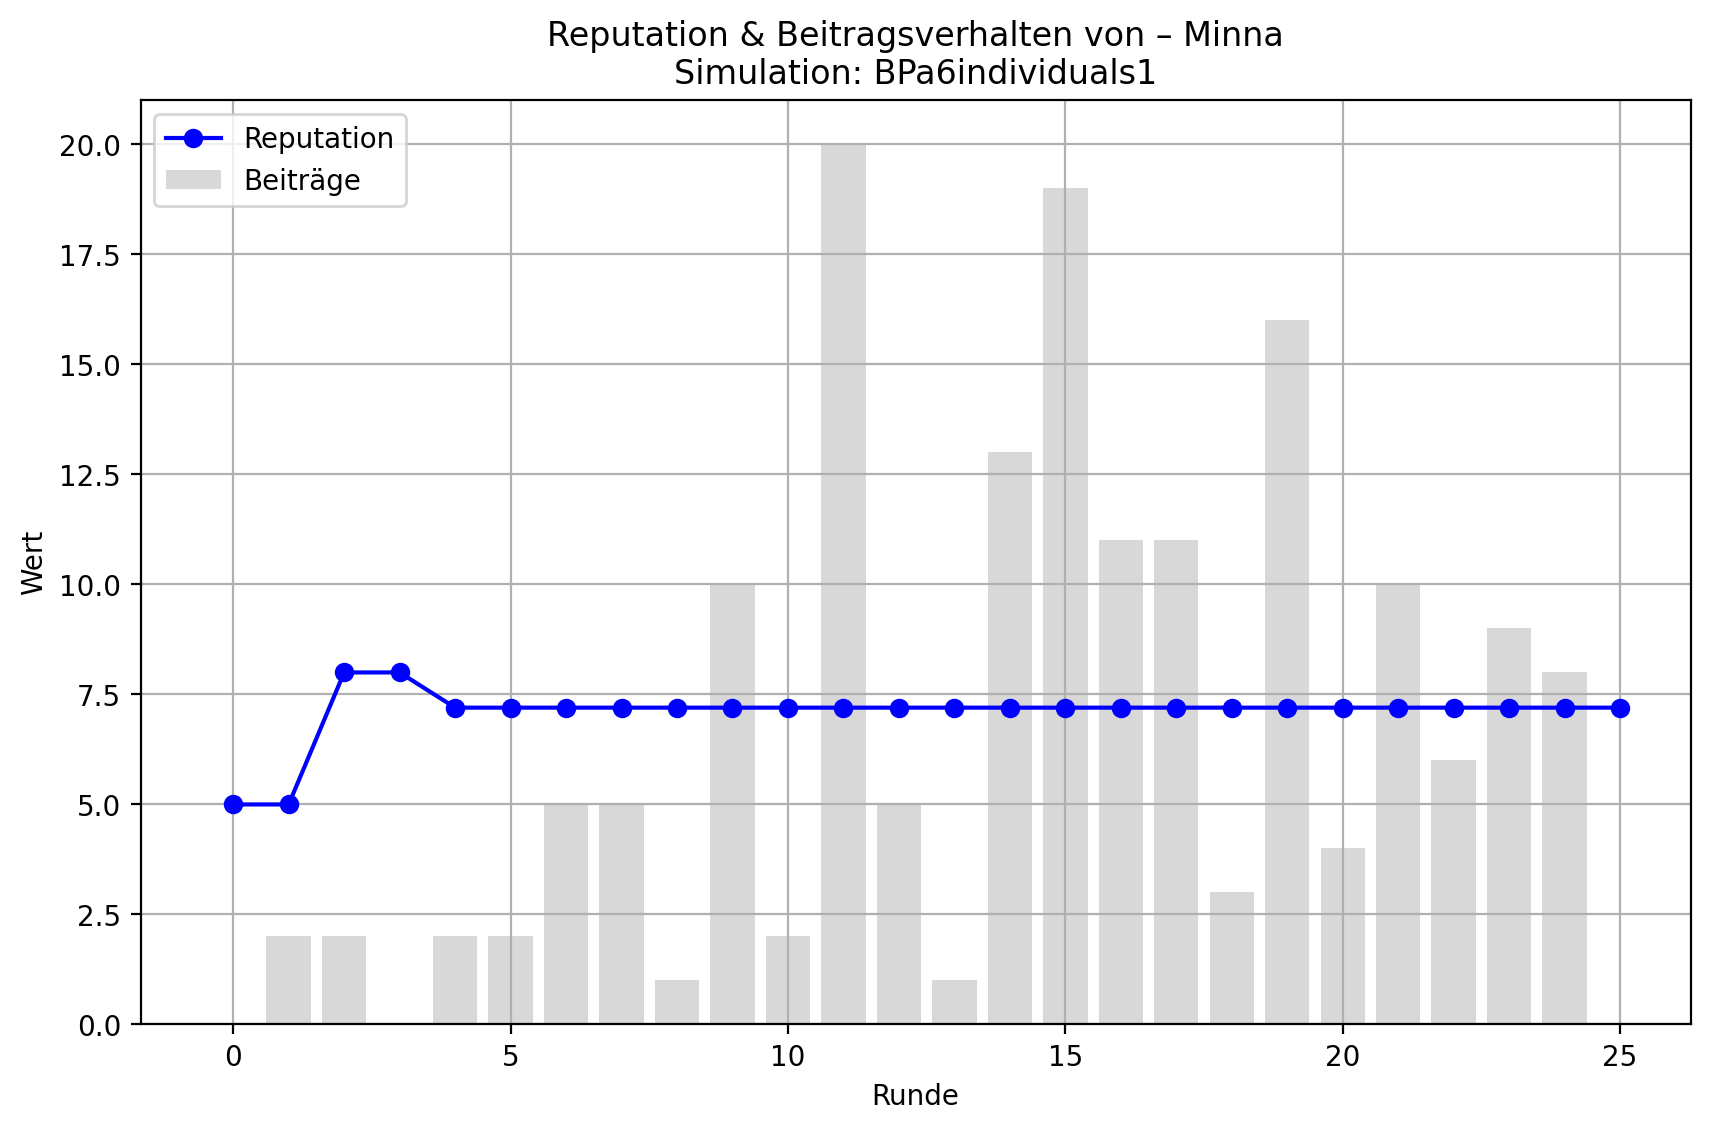 Reputation & Beitragsverhalten von – Minna
Simulation: BPa6individuals1
Reputation
Beiträge
20.0
17.5
15.0
12.5
10.0
7.5
5.0
2.5
0.0
Wert
0 5 10 15 20 25
Runde